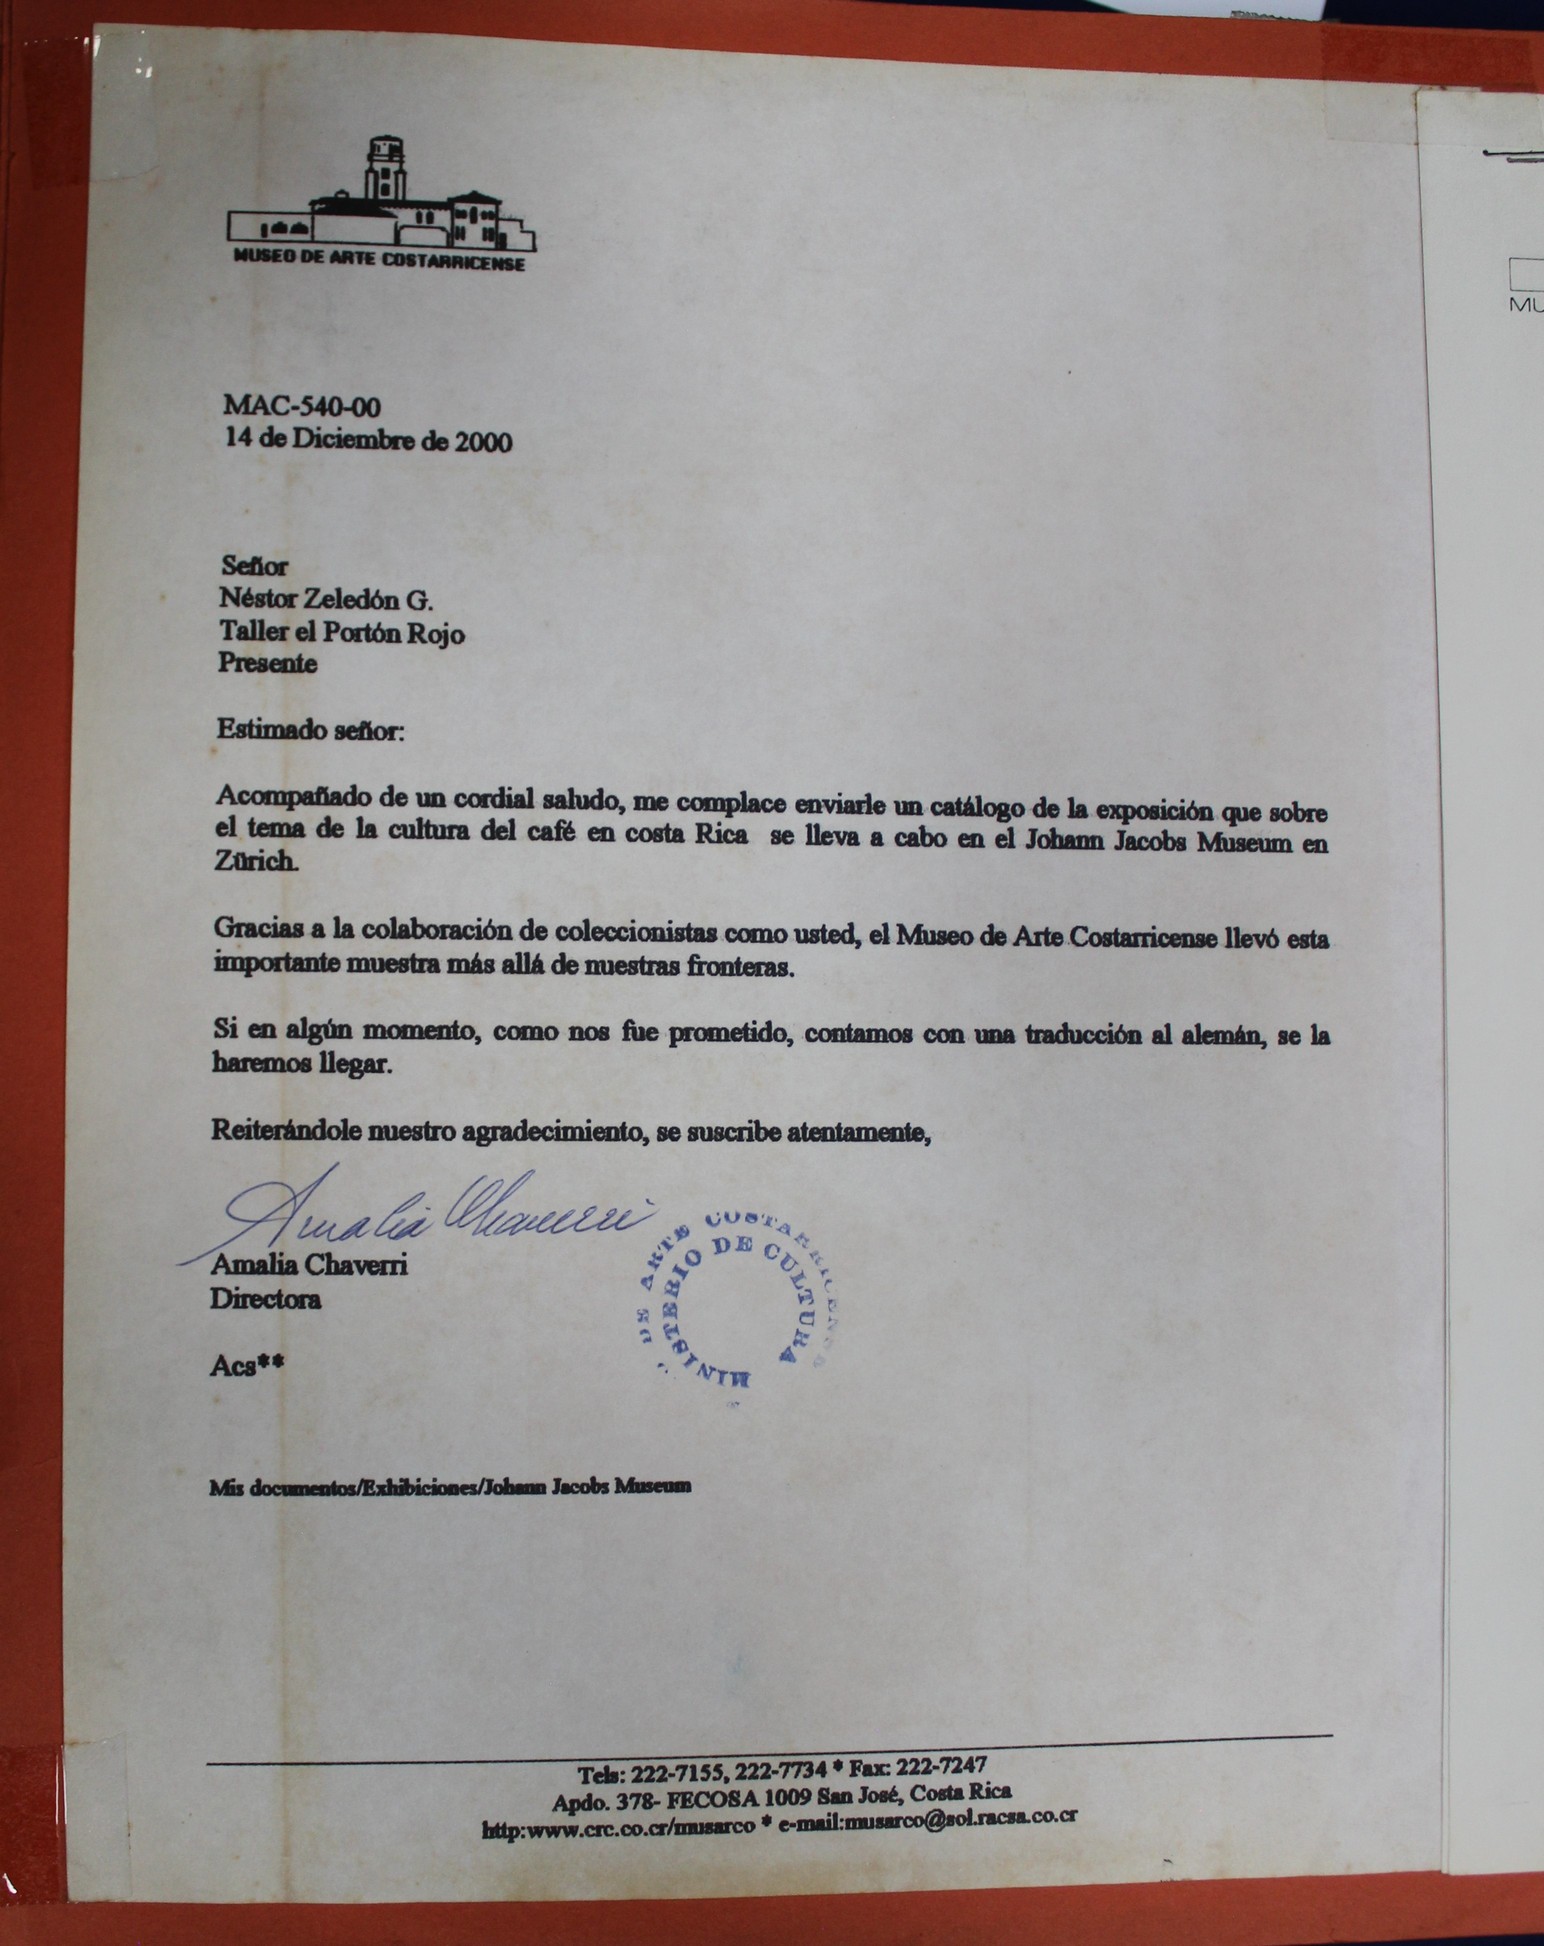 MUSEO DE ARTE COSTARRICENSE
MAC-540-00
14 de Diciembre de 2000
Señor
Néstor Zeledón G.
Taller el Portón Rojo
Presente
Estimado señor:
Acompañado de un cordial saludo, me complace enviarle un catálogo de la exposición que sobre
el tema de la cultura del café en costa Rica se lleva a cabo en el Johann Jacobs Museum en
Zürich.
Gracias a la colaboración de coleccionistas como usted, el Museo de Arte Costarricense llevó esta
importante muestra más allá de nuestras fronteras.
Si en algún momento, como nos fue prometido, contamos con una traducción al alemán, se la
haremos llegar.
Reiterándole nuestro agradecimiento, se suscribe atentamente,
Amalia Chaverri
Amalia Chaverri
Directora
DE ARTE COSTARRICENSE
MINISTERIO DE CULTURA
Acs**
Mis documentos/Exhibiciones/Johann Jacobs Museum
Tels: 222-7155, 222-7734 * Fax: 222-7247
Apdo. 378- FECOSA 1009 San José, Costa Rica
http:www.crc.co.cr/musarco * e-mail:musarco@sol.racsa.co.cr
MU